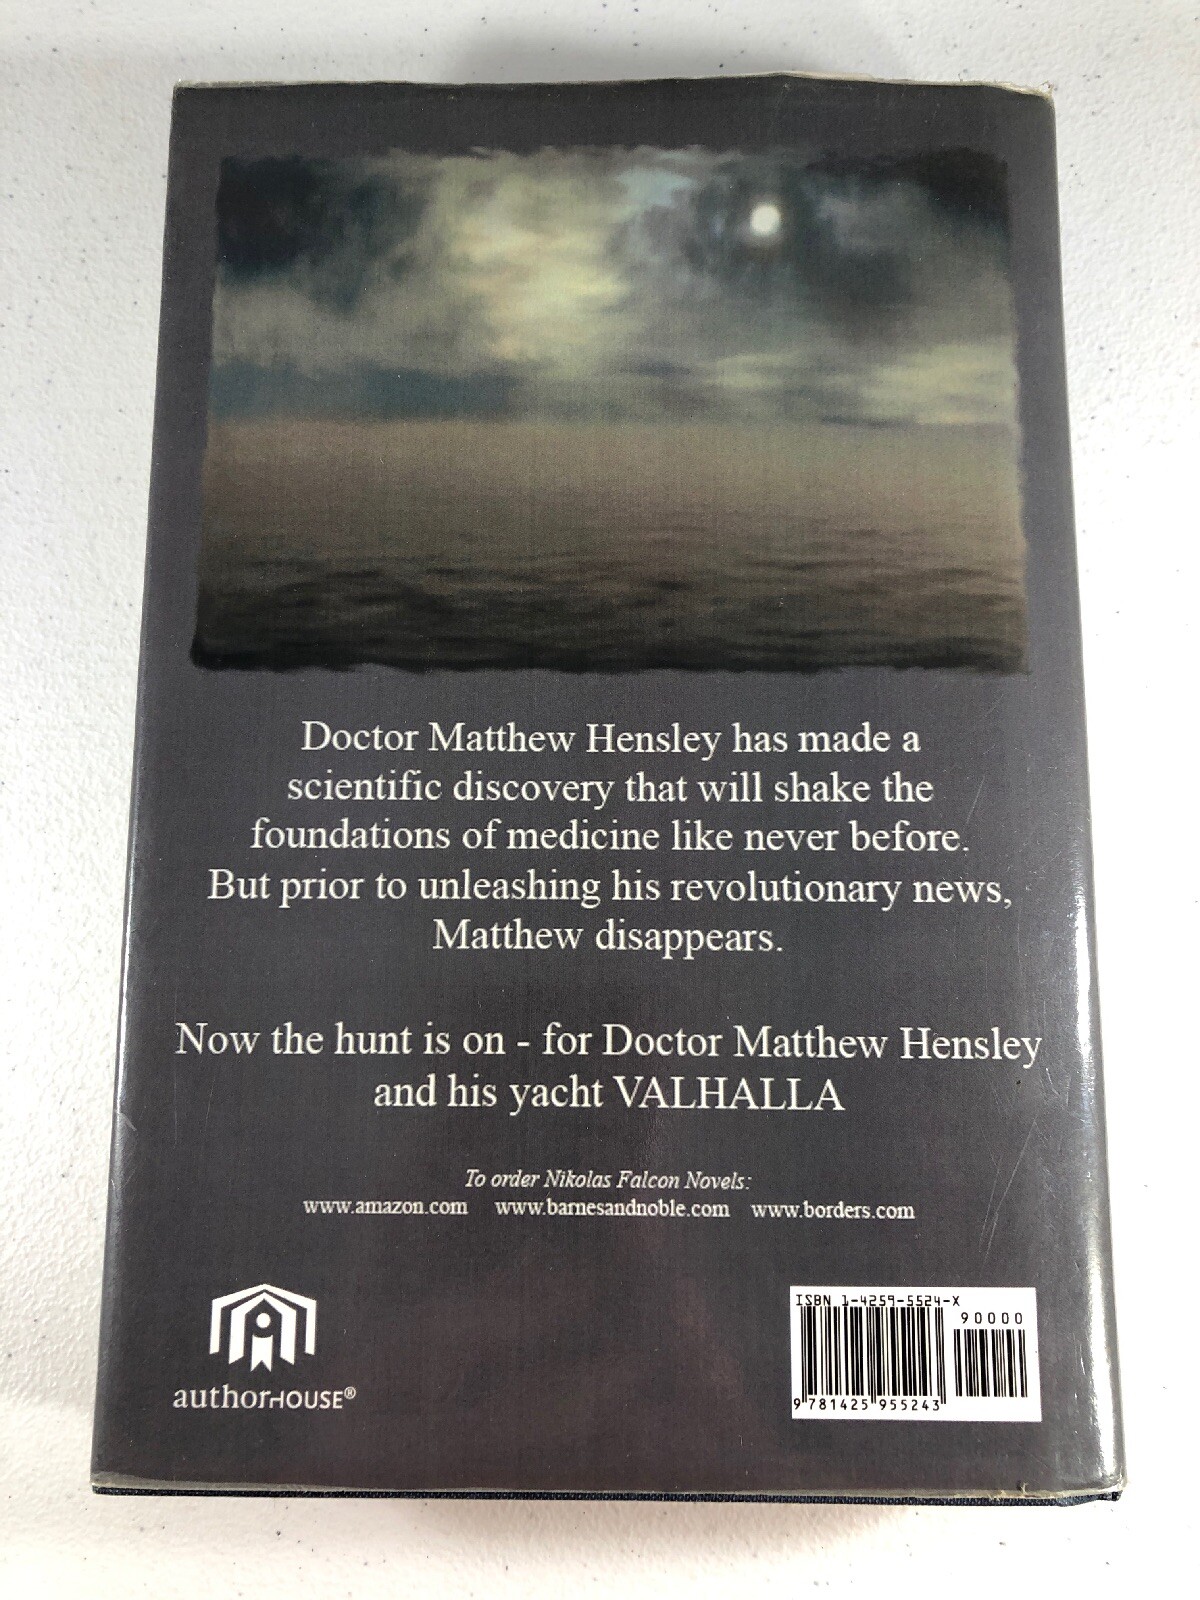 Doctor Matthew Hensley has made a
scientific discovery that will shake the
foundations of medicine like never before.
But prior to unleashing his revolutionary news,
Matthew disappears.
Now the hunt is on - for Doctor Matthew Hensley
and his yacht VALHALLA
To order Nikolas Falcon Novels:
www.amazon.com www.barnesandnoble.com www.borders.com
authorHOUSE®
ISBN 1-4259-5524-X
90000
9 781425 955243